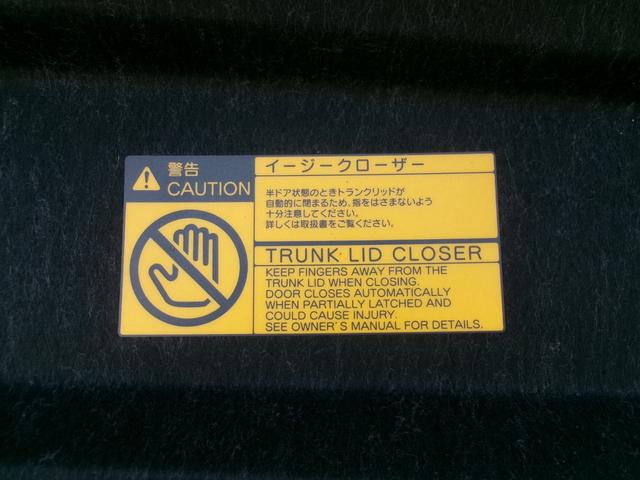 警告
CAUTION
イージークローザー
半ドア状態のときトランクリッドが
自動的に閉まるため、指をはさまないよう
十分注意してください。
詳しくは取扱書をご覧ください。
TRUNK LID CLOSER
KEEP FINGERS AWAY FROM THE
TRUNK LID WHEN CLOSING.
DOOR CLOSES AUTOMATICALLY
WHEN PARTIALLY LATCHED AND
COULD CAUSE INJURY.
SEE OWNER'S MANUAL FOR DETAILS.